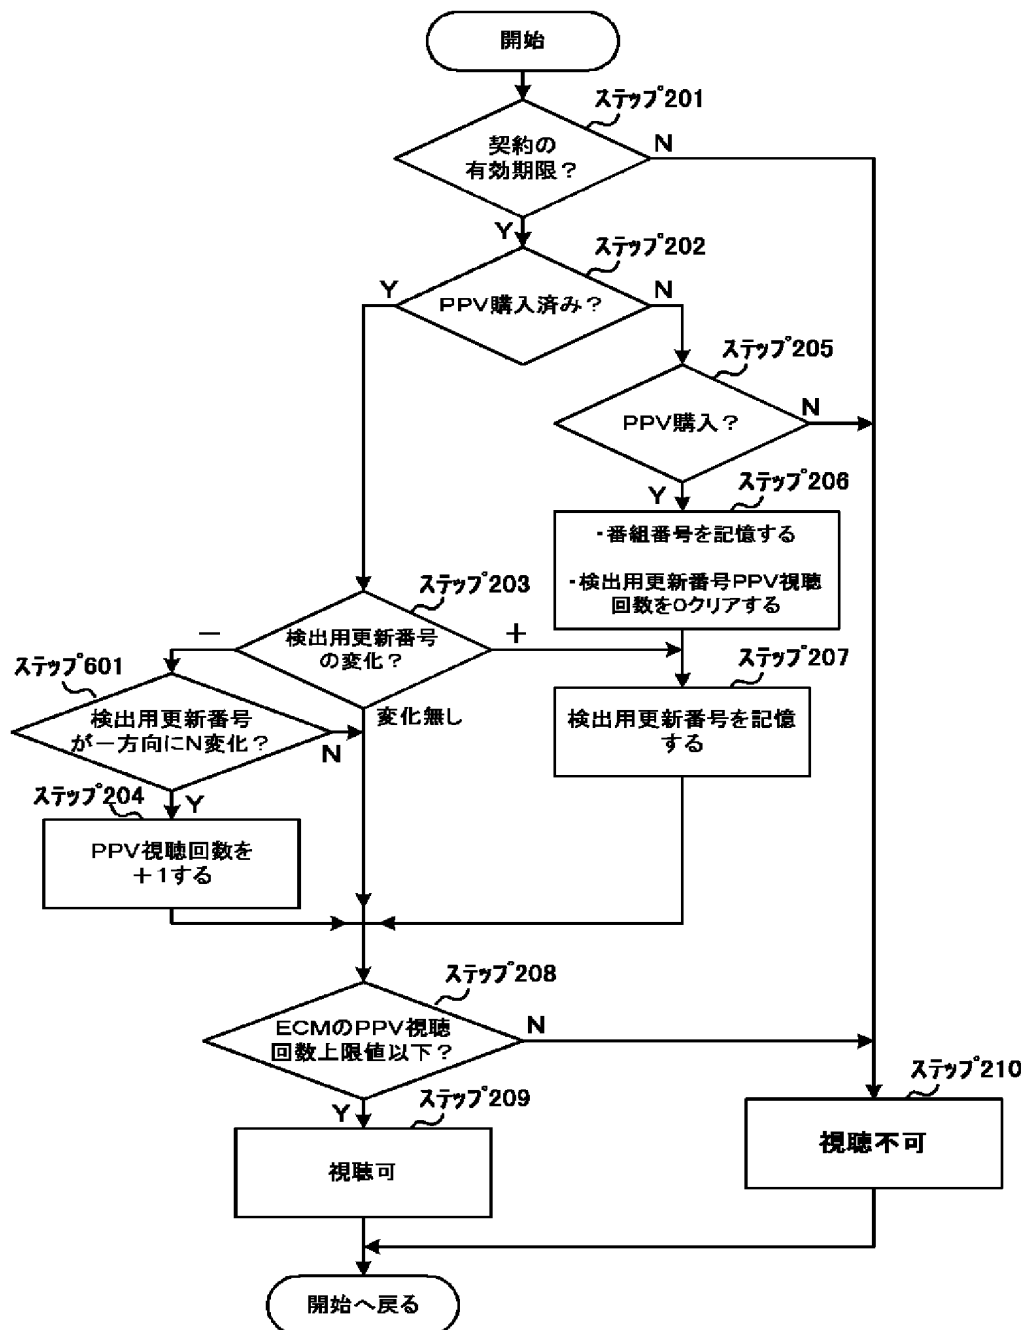 開始
ステップ201
契約の
有効期限?
N
Y
ステップ202
Y
PPV購入済み?
N
ステップ205
PPV購入?
N
Y
ステップ206
・番組番号を記憶する
・検出用更新番号PPV視聴
回数を0クリアする
ステップ203
検出用更新番号
の変化?
－
＋
変化無し
ステップ207
検出用更新番号を記憶
する
ステップ601
検出用更新番号
が－方向にN変化?
N
Y
ステップ204
PPV視聴回数を
＋1する
ステップ208
ECMのPPV視聴
回数上限値以下?
N
Y
ステップ209
視聴可
ステップ210
視聴不可
開始へ戻る